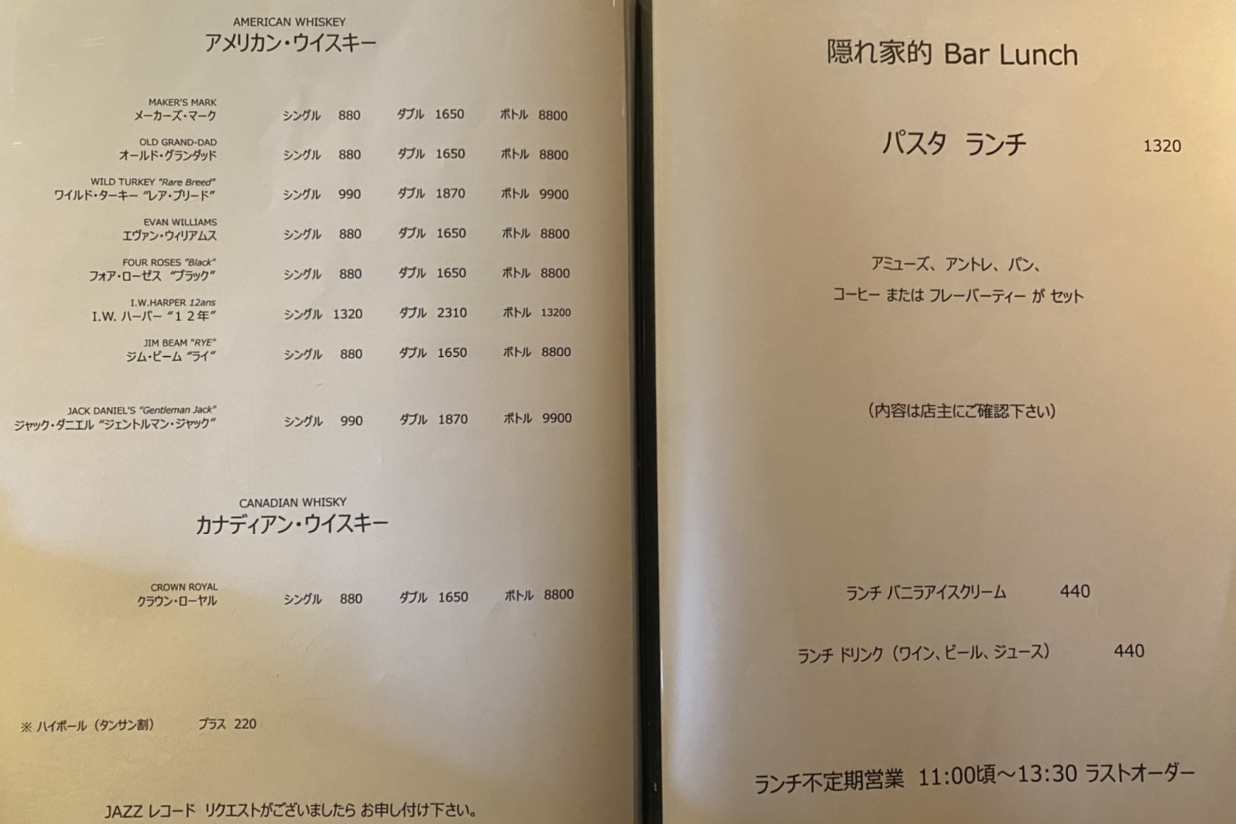 AMERICAN WHISKEY
アメリカン・ウイスキー
MAKER'S MARK
メーカーズ・マーク シングル 880 ダブル 1650 ボトル 8800
OLD GRAND-DAD
オールド・グランダッド シングル 880 ダブル 1650 ボトル 8800
WILD TURKEY "Rare Breed"
ワイルド・ターキー “レア・ブリード” シングル 990 ダブル 1870 ボトル 9900
EVAN WILLIAMS
エヴァン・ウィリアムス シングル 880 ダブル 1650 ボトル 8800
FOUR ROSES "Black"
フォア・ローゼス “ブラック” シングル 880 ダブル 1650 ボトル 8800
I.W.HARPER 12ans
I.W. ハーパー “１２年” シングル 1320 ダブル 2310 ボトル 13200
JIM BEAM "RYE"
ジム・ビーム “ライ” シングル 880 ダブル 1650 ボトル 8800
JACK DANIEL'S "Gentleman Jack"
ジャック・ダニエル “ジェントルマン・ジャック” シングル 990 ダブル 1870 ボトル 9900
CANADIAN WHISKY
カナディアン・ウイスキー
CROWN ROYAL
クラウン・ローヤル シングル 880 ダブル 1650 ボトル 8800
※ ハイボール（タンサン割） プラス 220
JAZZ レコード リクエストがございましたら お申し付け下さい。
隠れ家的 Bar Lunch
パスタ ランチ 1320
アミューズ、アントレ、パン、
コーヒー または フレーバーティー が セット
（内容は店主にご確認下さい）
ランチ バニラアイスクリーム 440
ランチ ドリンク（ワイン、ビール、ジュース） 440
ランチ不定期営業 11:00頃～13:30 ラストオーダー